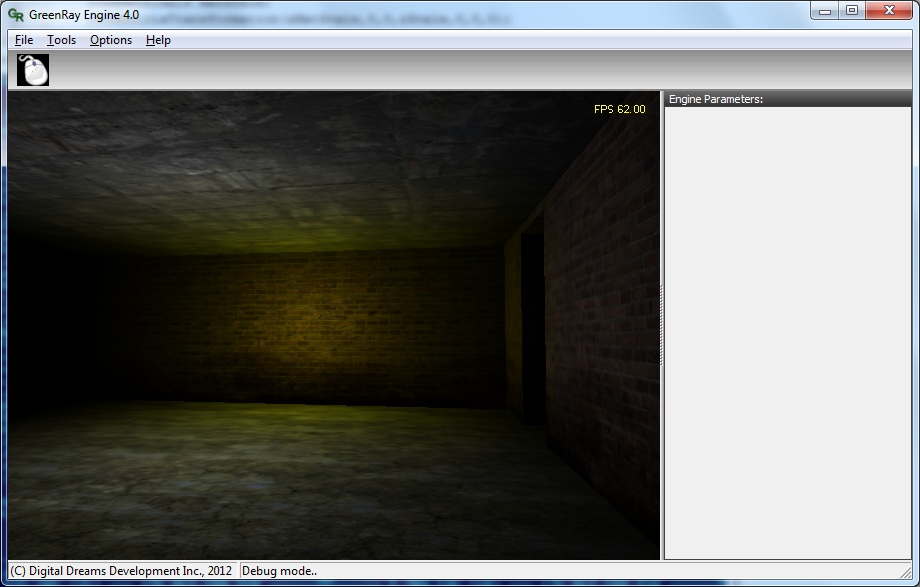 GreenRay Engine 4.0
File Tools Options Help
FPS 62.00
Engine Parameters:
(C) Digital Dreams Development Inc., 2012
Debug mode..